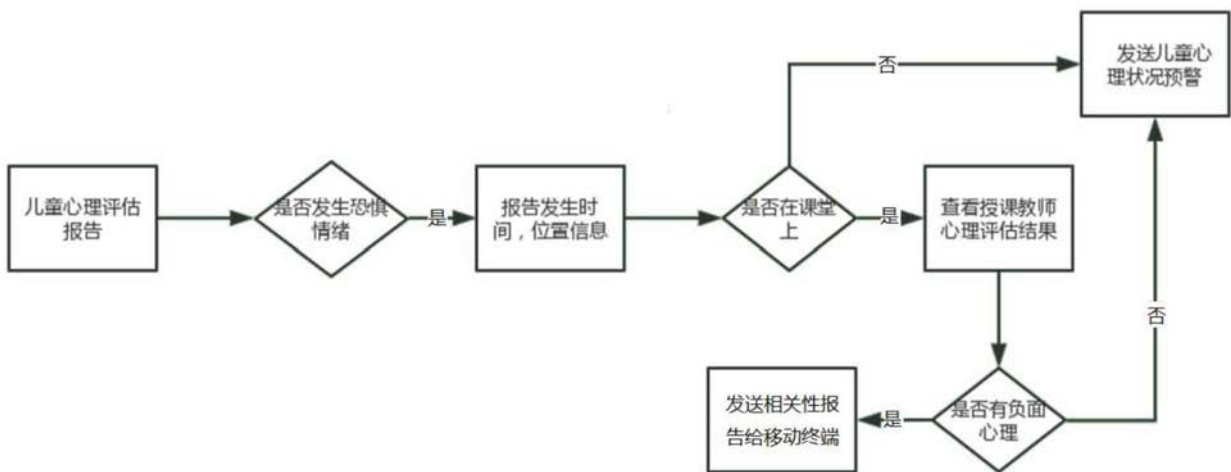 否
发送儿童心
理状况预警
儿童心理评估
报告
是否发生恐惧
情绪
是
报告发生时
间，位置信息
是否在课堂
上
是
查看授课教师
心理评估结果
否
发送相关性报
告给移动终端
是
是否有负面
心理